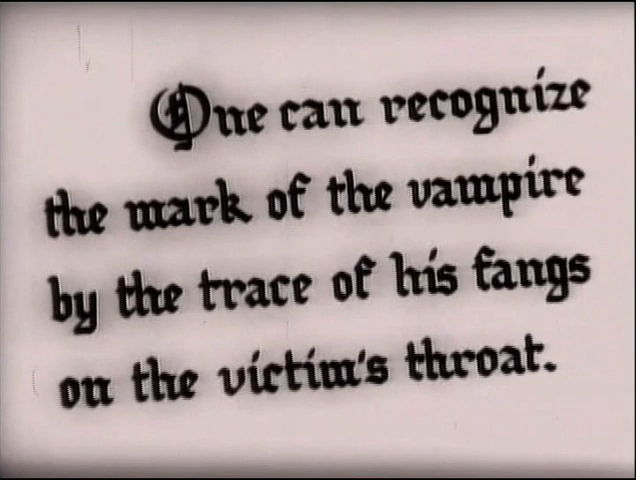 One can recognize
the mark of the vampire
by the trace of his fangs
on the victim's throat.